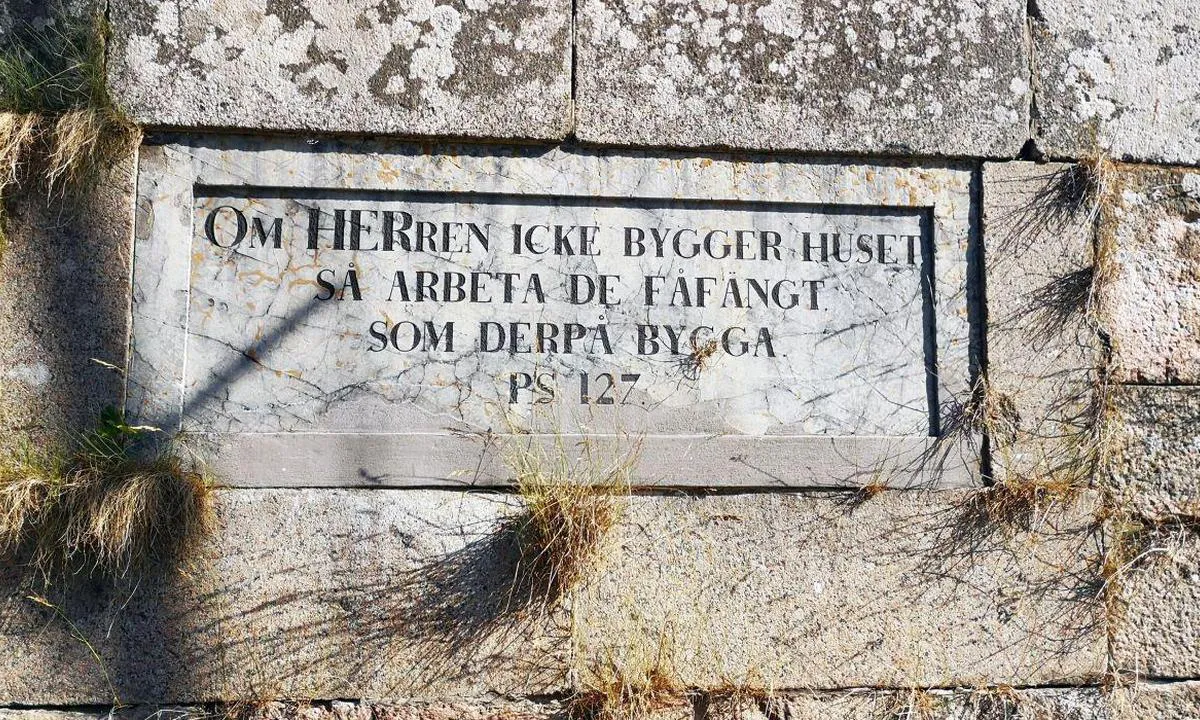 OM HERREN ICKE BYGGER HUSET
SÅ ARBETA DE FÅFÄNGT.
SOM DERPÅ BYGGA.
PS 127.